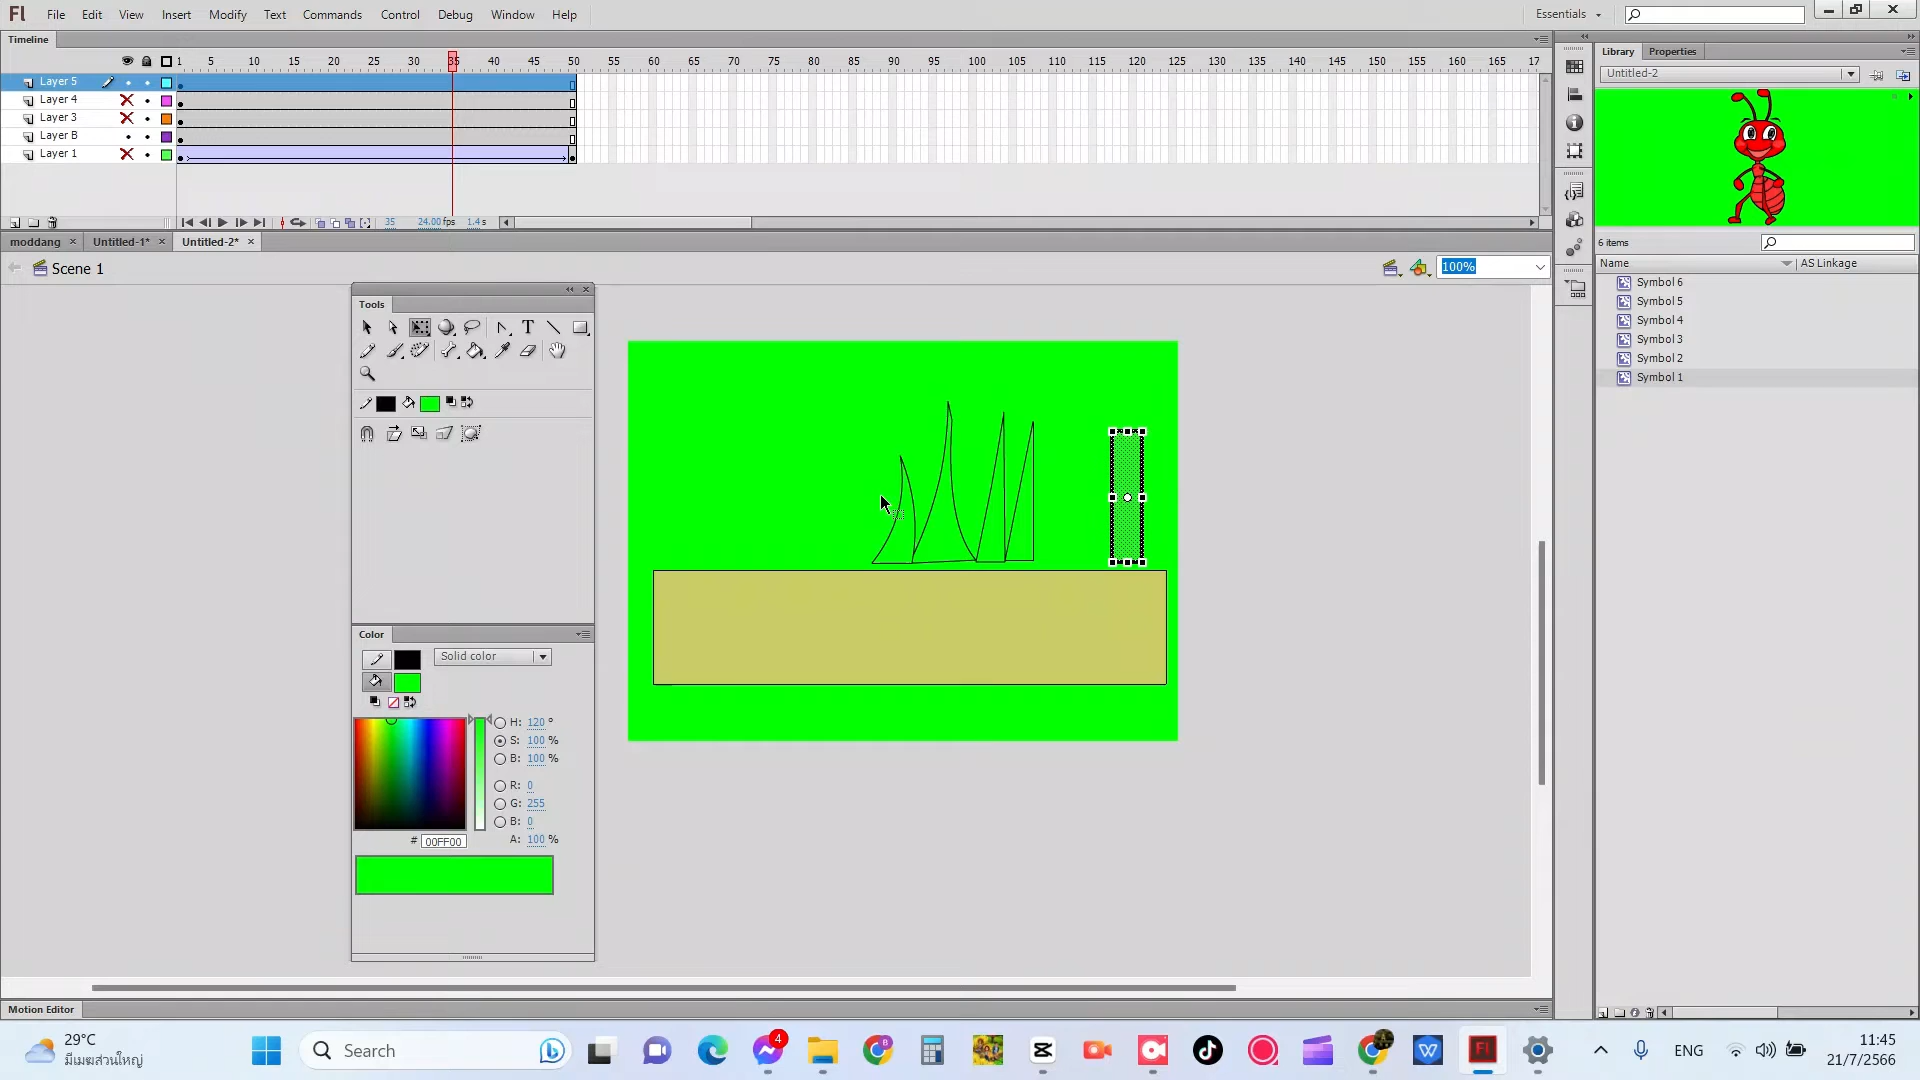 Fl File Edit View Insert Modify Text Commands Control Debug Window Help Essentials
Timeline
1 5 10 15 20 25 30 35 40 45 50 55 60 65 70 75 80 85 90 95 100 105 110 115 120 125 130 135 140 145 150 155 160 165 17
Layer 5
Layer 4
Layer 3
Layer B
Layer 1
35 24.00 fps 1.4 s
moddang Untitled-1* Untitled-2*
Scene 1
100%
Tools
T
Color
Solid color
H: 120 °
S: 100 %
B: 100 %
R: 0
G: 255
B: 0
A: 100 %
# 00FF00
Library Properties
Untitled-2
6 items
Name AS Linkage
Symbol 6
Symbol 5
Symbol 4
Symbol 3
Symbol 2
Symbol 1
Motion Editor
29°C
มีเมฆส่วนใหญ่
Search
4
ENG
11:45
21/7/2566